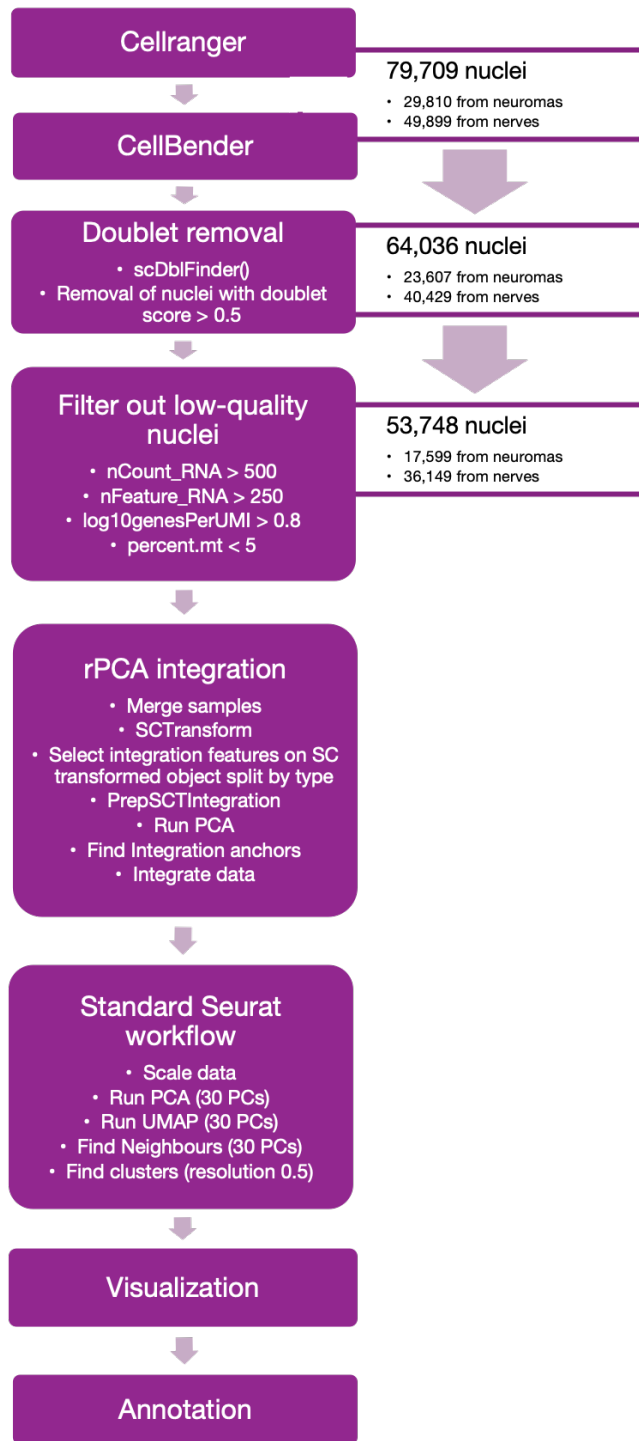 Cellranger
79,709 nuclei
• 29,810 from neuromas
• 49,899 from nerves
CellBender
Doublet removal
• scDblFinder()
• Removal of nuclei with doublet
score > 0.5
64,036 nuclei
• 23,607 from neuromas
• 40,429 from nerves
Filter out low-quality
nuclei
• nCount_RNA > 500
• nFeature_RNA > 250
• log10genesPerUMI > 0.8
• percent.mt < 5
53,748 nuclei
• 17,599 from neuromas
• 36,149 from nerves
rPCA integration
• Merge samples
• SCTransform
• Select integration features on SC
transformed object split by type
• PrepSCTIntegration
• Run PCA
• Find Integration anchors
• Integrate data
Standard Seurat
workflow
• Scale data
• Run PCA (30 PCs)
• Run UMAP (30 PCs)
• Find Neighbours (30 PCs)
• Find clusters (resolution 0.5)
Visualization
Annotation